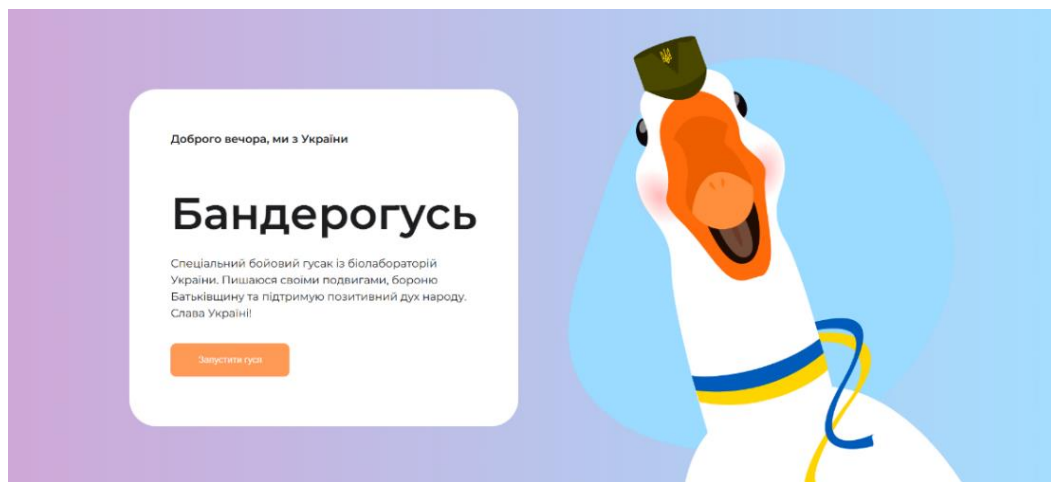 Доброго вечора, ми з України
Бандерогусь
Спеціальний бойовий гусак із біолабораторій
України. Пишаюся своїми подвигами, бороню
Батьківщину та підтримую позитивний дух народу.
Слава Україні!
Запустити гуся